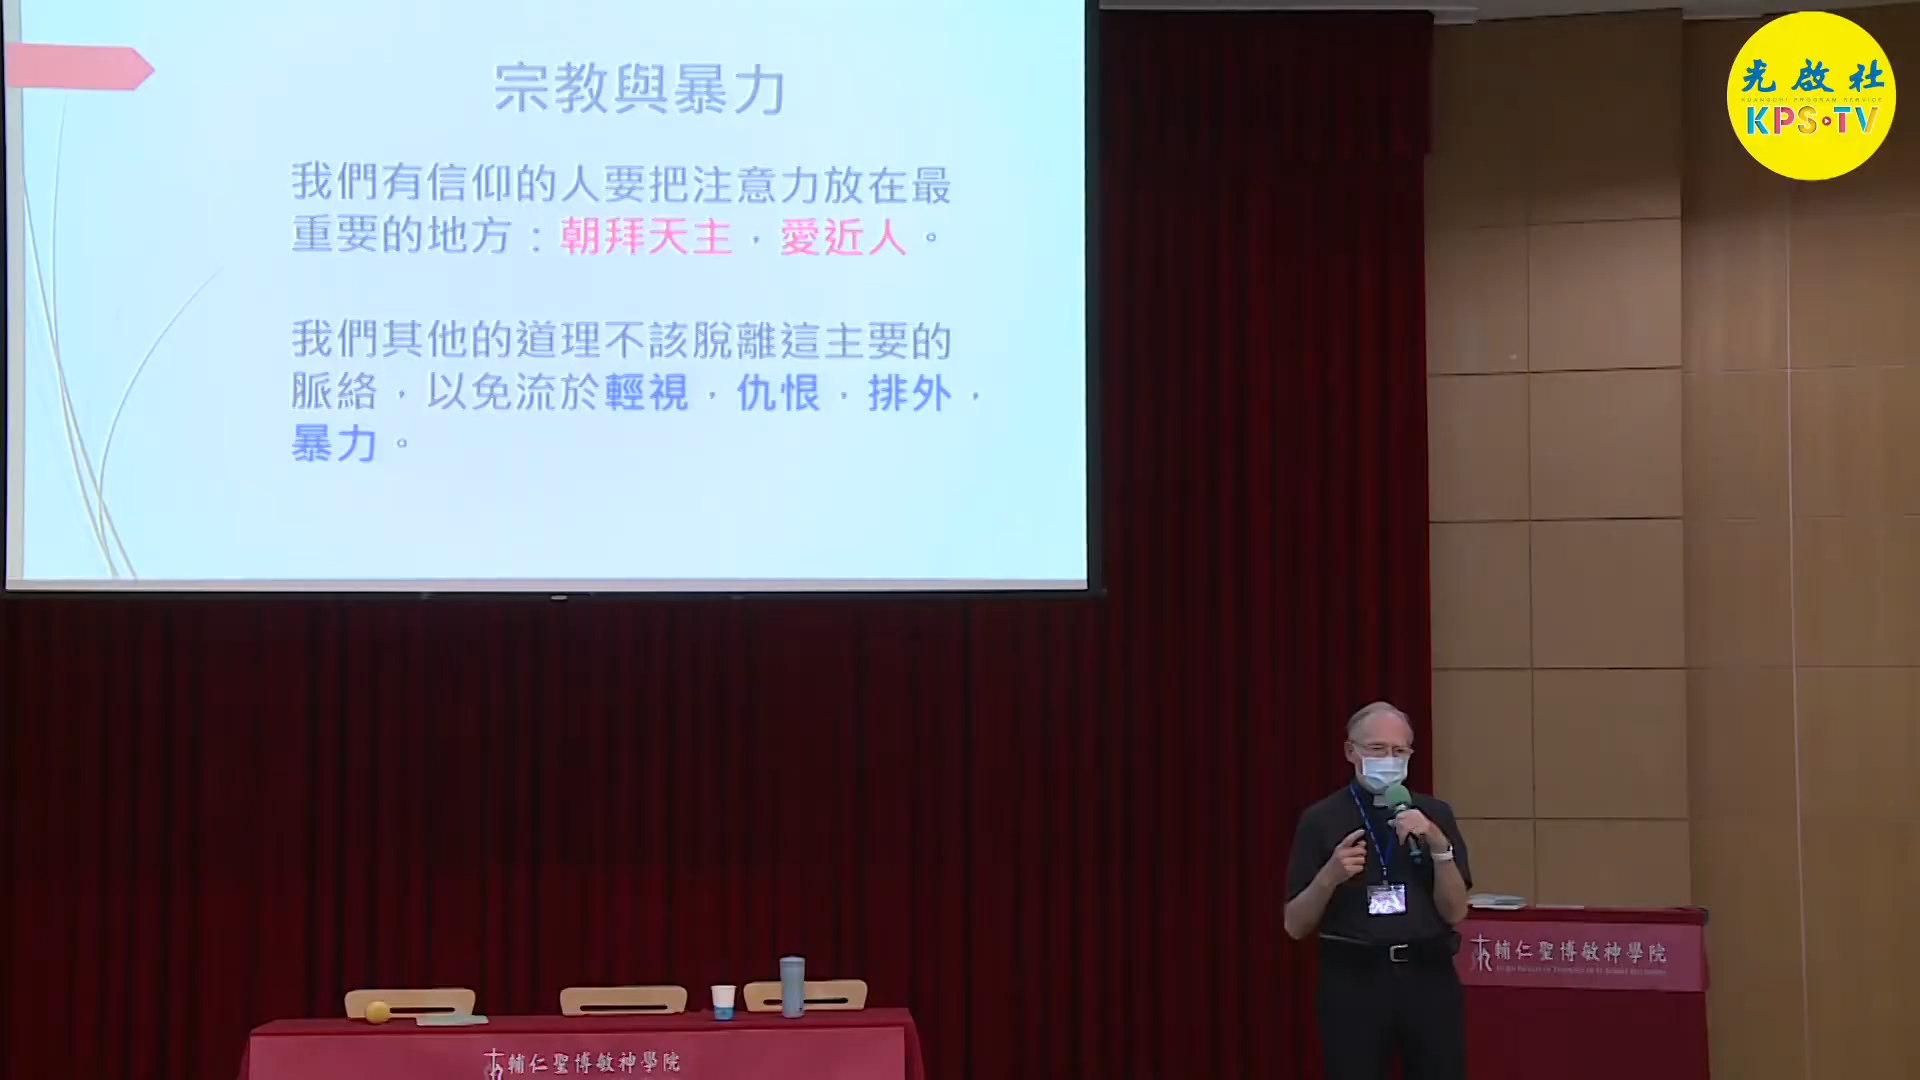 宗教與暴力
我們有信仰的人要把注意力放在最
重要的地方：朝拜天主，愛近人。
我們其他的道理不該脫離這主要的
脈絡，以免流於輕視，仇恨，排外，
暴力。
光啟社
KUANGCHI PROGRAM SERVICE
KPS TV
輔仁聖博敏神學院
輔仁聖博敏神學院